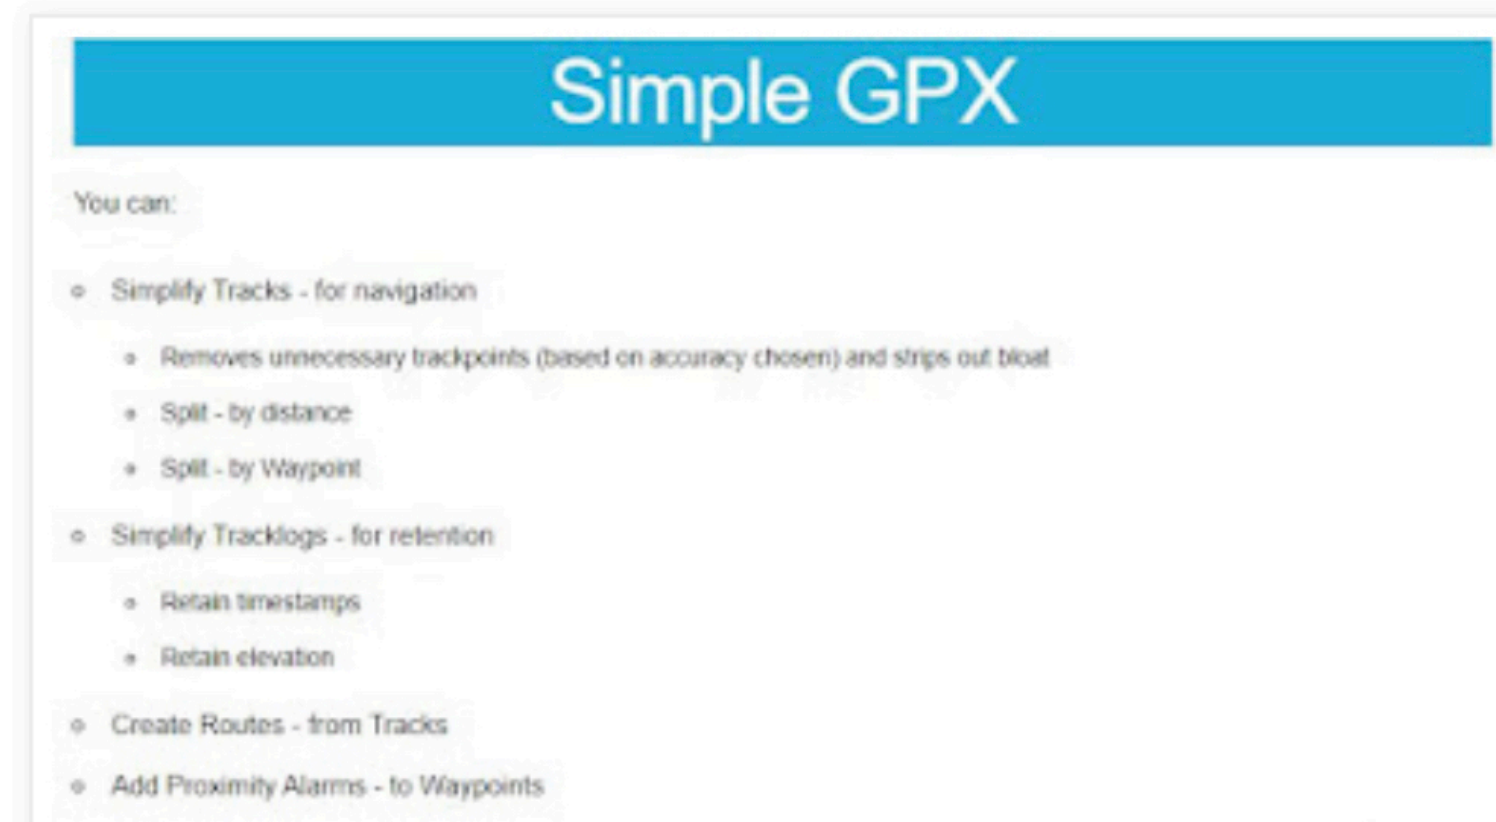 Simple GPX
You can:
Simplify Tracks - for navigation
Removes unnecessary trackpoints (based on accuracy chosen) and strips out bloat
Split - by distance
Split - by Waypoint
Simplify Tracklogs - for retention
Retain timestamps
Retain elevation
Create Routes - from Tracks
Add Proximity Alarms - to Waypoints